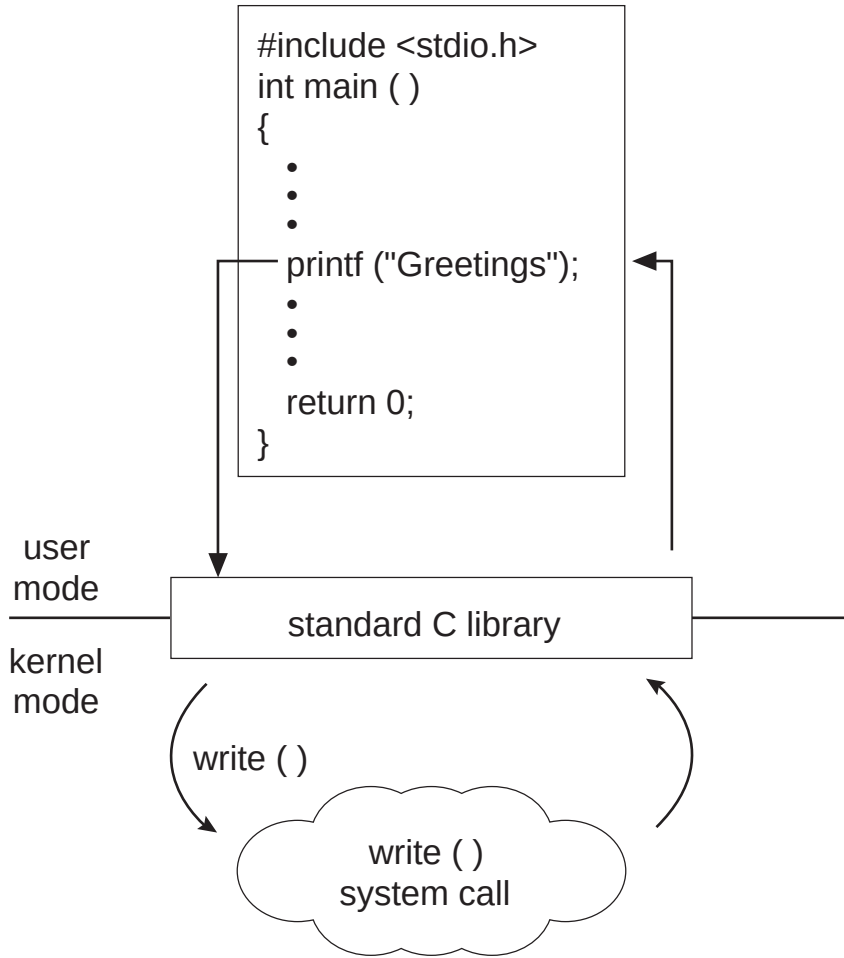 #include <stdio.h>
int main ( )
{
•
•
•
printf ("Greetings");
•
•
•
return 0;
}
user
mode
standard C library
kernel
mode
write ( )
write ( )
system call